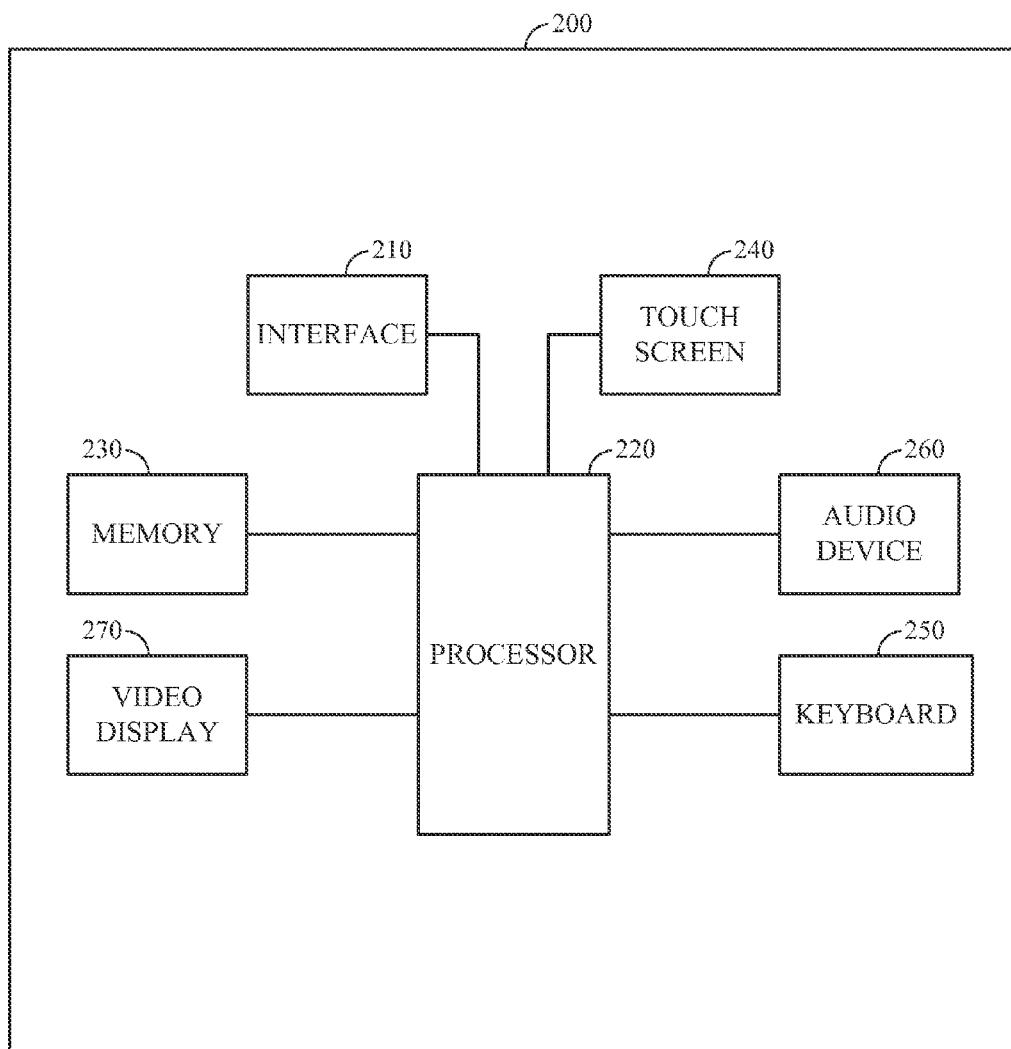 200
210
240
INTERFACE
TOUCH
SCREEN
230
220
260
MEMORY
AUDIO
DEVICE
270
250
PROCESSOR
VIDEO
DISPLAY
KEYBOARD